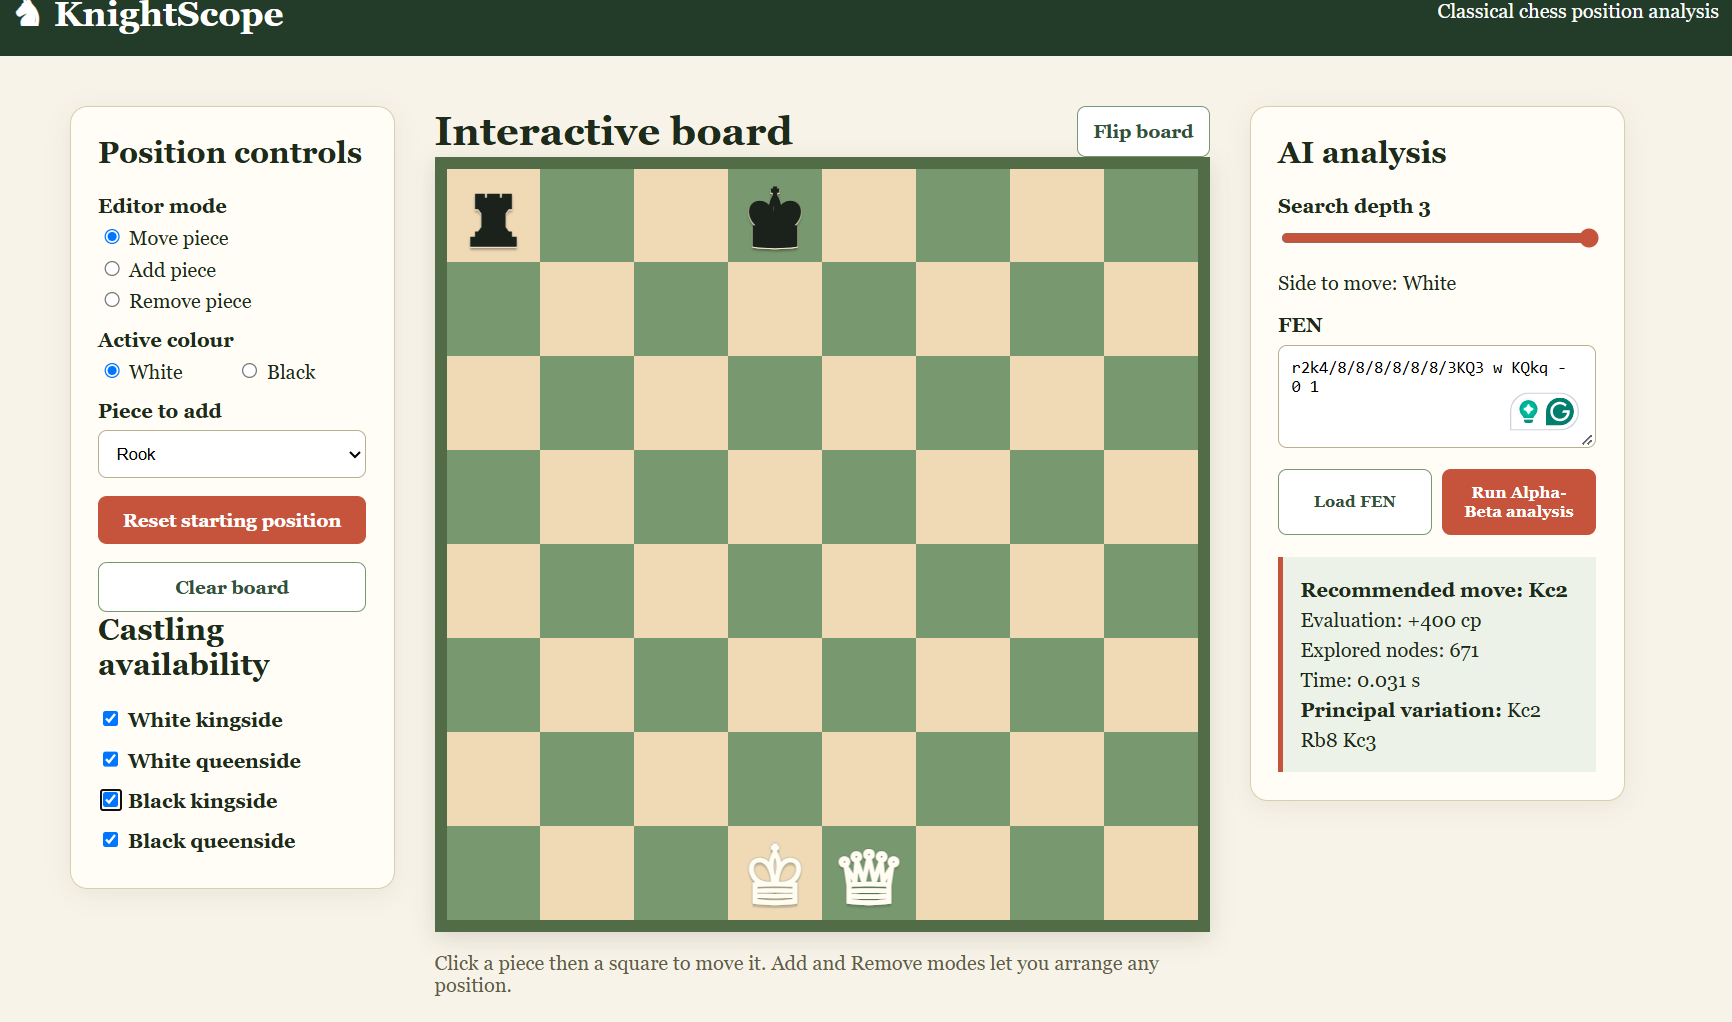 KnightScope
Classical chess position analysis
Position controls
Editor mode
Move piece
Add piece
Remove piece
Active colour
White
Black
Piece to add
Rook
Reset starting position
Clear board
Castling
availability
White kingside
White queenside
Black kingside
Black queenside
Interactive board
Flip board
Click a piece then a square to move it. Add and Remove modes let you arrange any
position.
AI analysis
Search depth 3
Side to move: White
FEN
r2k4/8/8/8/8/8/8/3KQ3 w KQkq -
0 1
Load FEN
Run Alpha-
Beta analysis
Recommended move: Kc2
Evaluation: +400 cp
Explored nodes: 671
Time: 0.031 s
Principal variation: Kc2
Rb8 Kc3